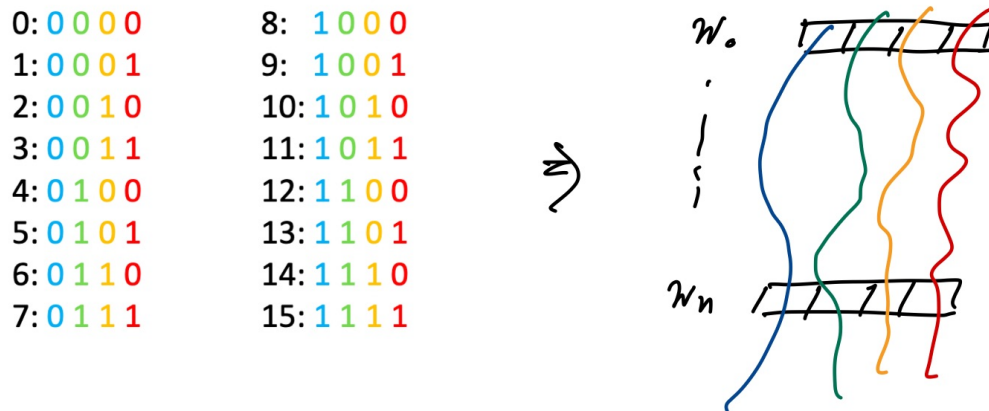 0: 0 0 0 0
1: 0 0 0 1
2: 0 0 1 0
3: 0 0 1 1
4: 0 1 0 0
5: 0 1 0 1
6: 0 1 1 0
7: 0 1 1 1
8: 1 0 0 0
9: 1 0 0 1
10: 1 0 1 0
11: 1 0 1 1
12: 1 1 0 0
13: 1 1 0 1
14: 1 1 1 0
15: 1 1 1 1
⇒
W₀
Wn